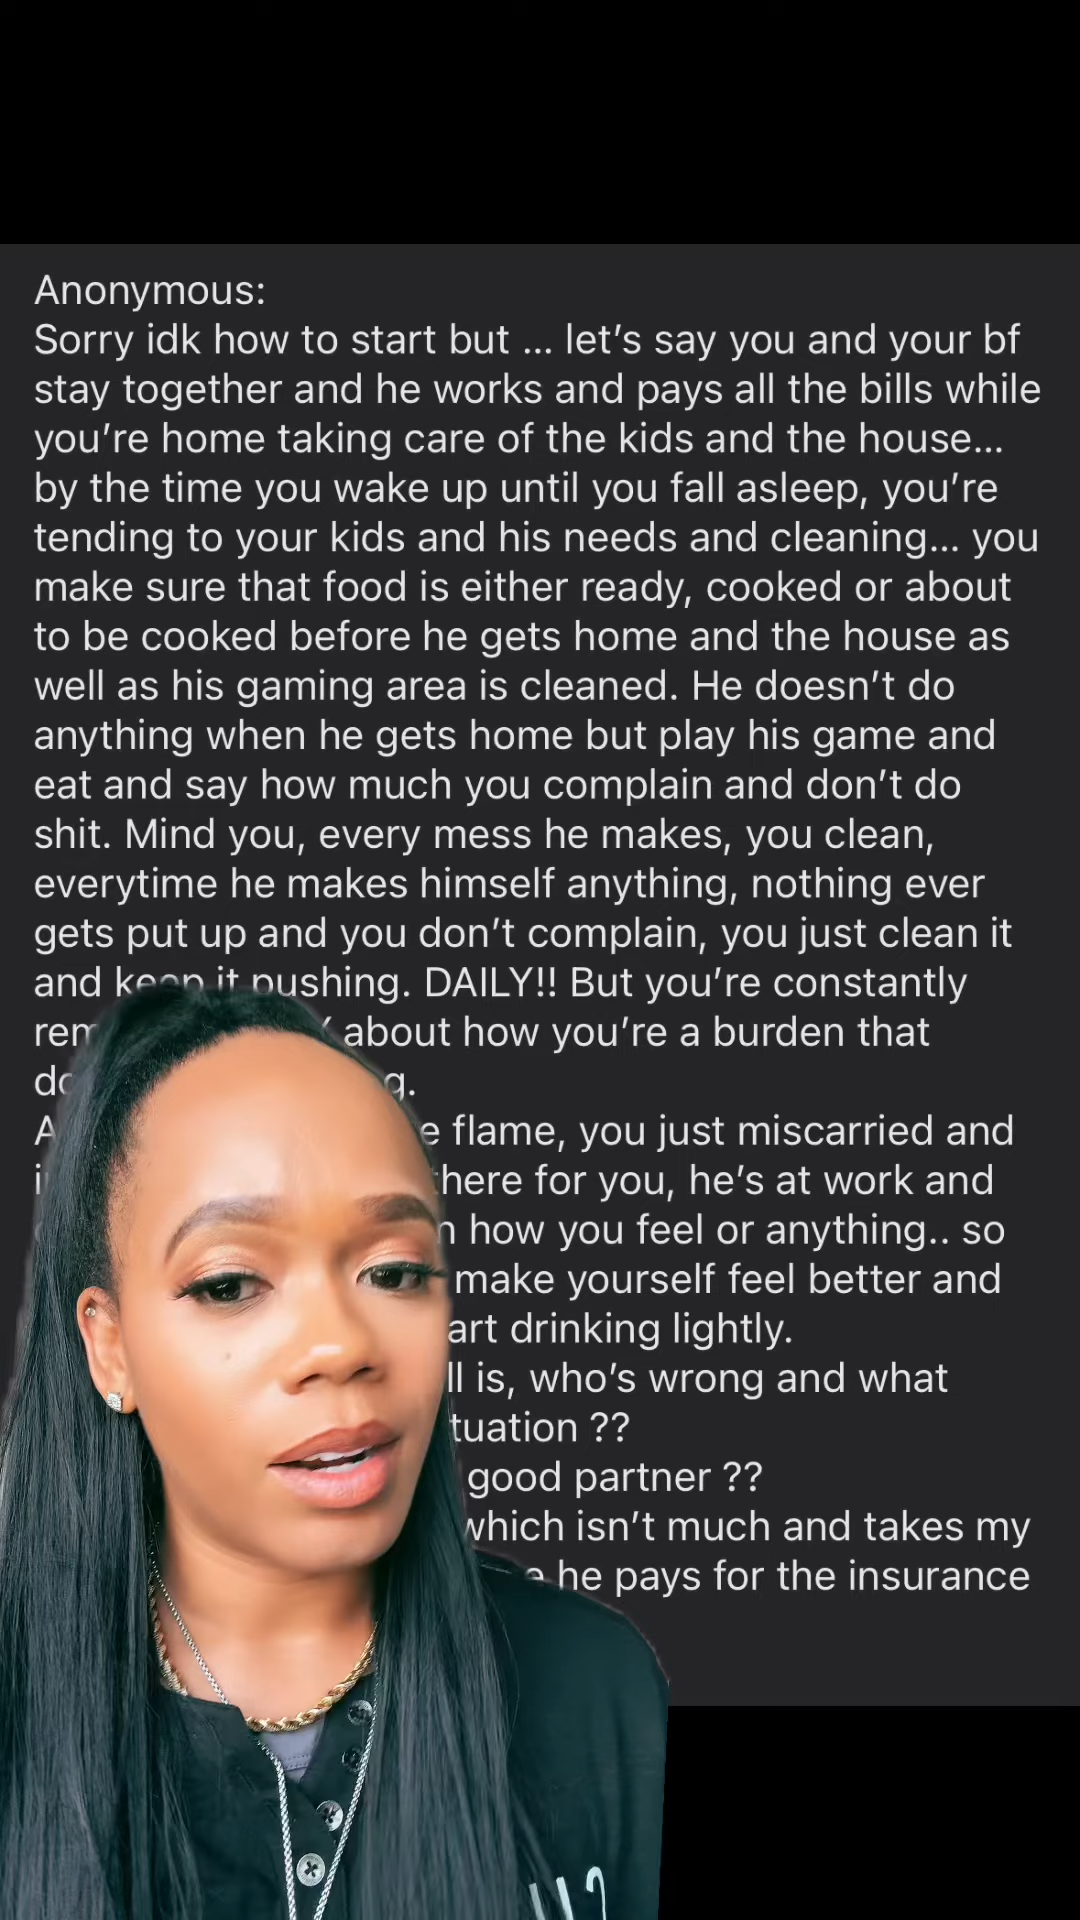 Anonymous:
Sorry idk how to start but ... let's say you and your bf
stay together and he works and pays all the bills while
you're home taking care of the kids and the house...
by the time you wake up until you fall asleep, you're
tending to your kids and his needs and cleaning... you
make sure that food is either ready, cooked or about
to be cooked before he gets home and the house as
well as his gaming area is cleaned. He doesn't do
anything when he gets home but play his game and
eat and say how much you complain and don't do
shit. Mind you, every mess he makes, you clean,
everytime he makes himself anything, nothing ever
gets put up and you don't complain, you just clean it
and keep it pushing. DAILY!! But you're constantly
about how you're a burden that
flame, you just miscarried and
there for you, he's at work and
how you feel or anything.. so
make yourself feel better and
drinking lightly.
is, who's wrong and what
??
good partner ??
which isn't much and takes my
he pays for the insurance